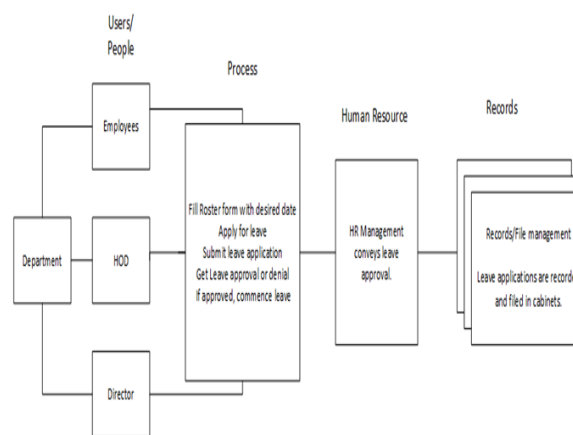 Users/
People
Process
Human Resource
Records
Employees
Department
HOD
Director
Fill Roster form with desired date
Apply for leave
Submit leave application
Get Leave approval or denial
If approved, commence leave
HR Management
conveys leave
approval.
Records/File management
Leave applications are recorde
and filed in cabinets.